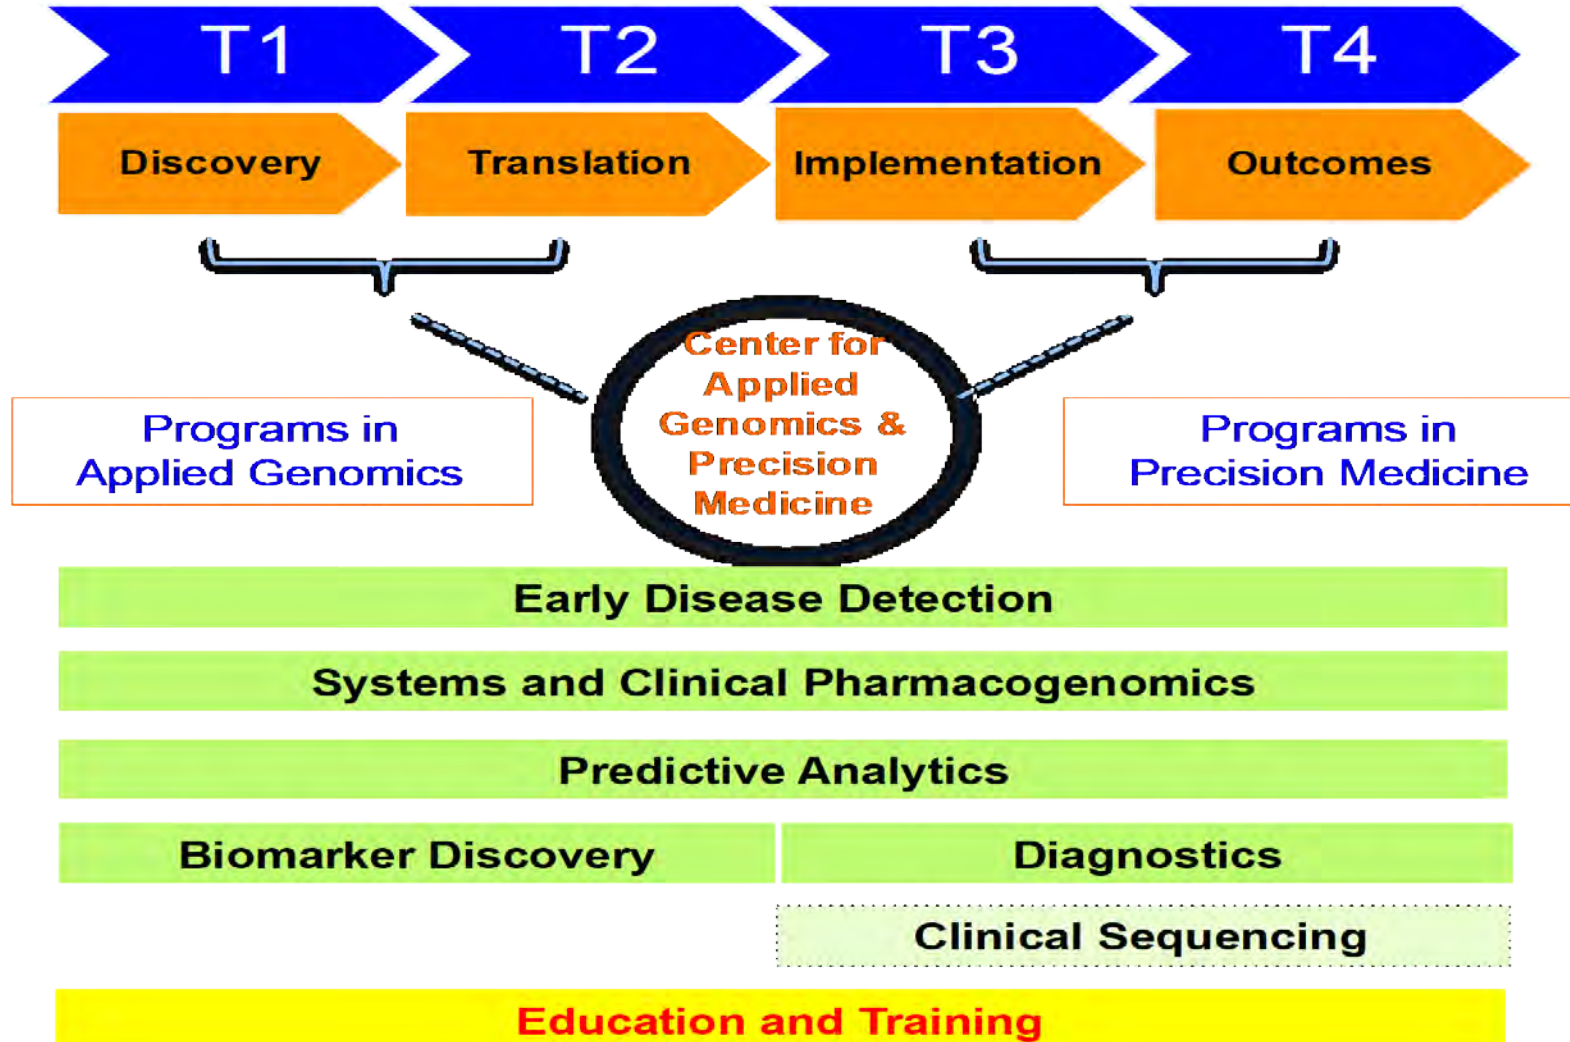 T1 T2 T3 T4
Discovery Translation Implementation Outcomes
Center for
Applied
Genomics &
Precision
Medicine
Programs in
Applied Genomics
Programs in
Precision Medicine
Early Disease Detection
Systems and Clinical Pharmacogenomics
Predictive Analytics
Biomarker Discovery Diagnostics
Clinical Sequencing
Education and Training